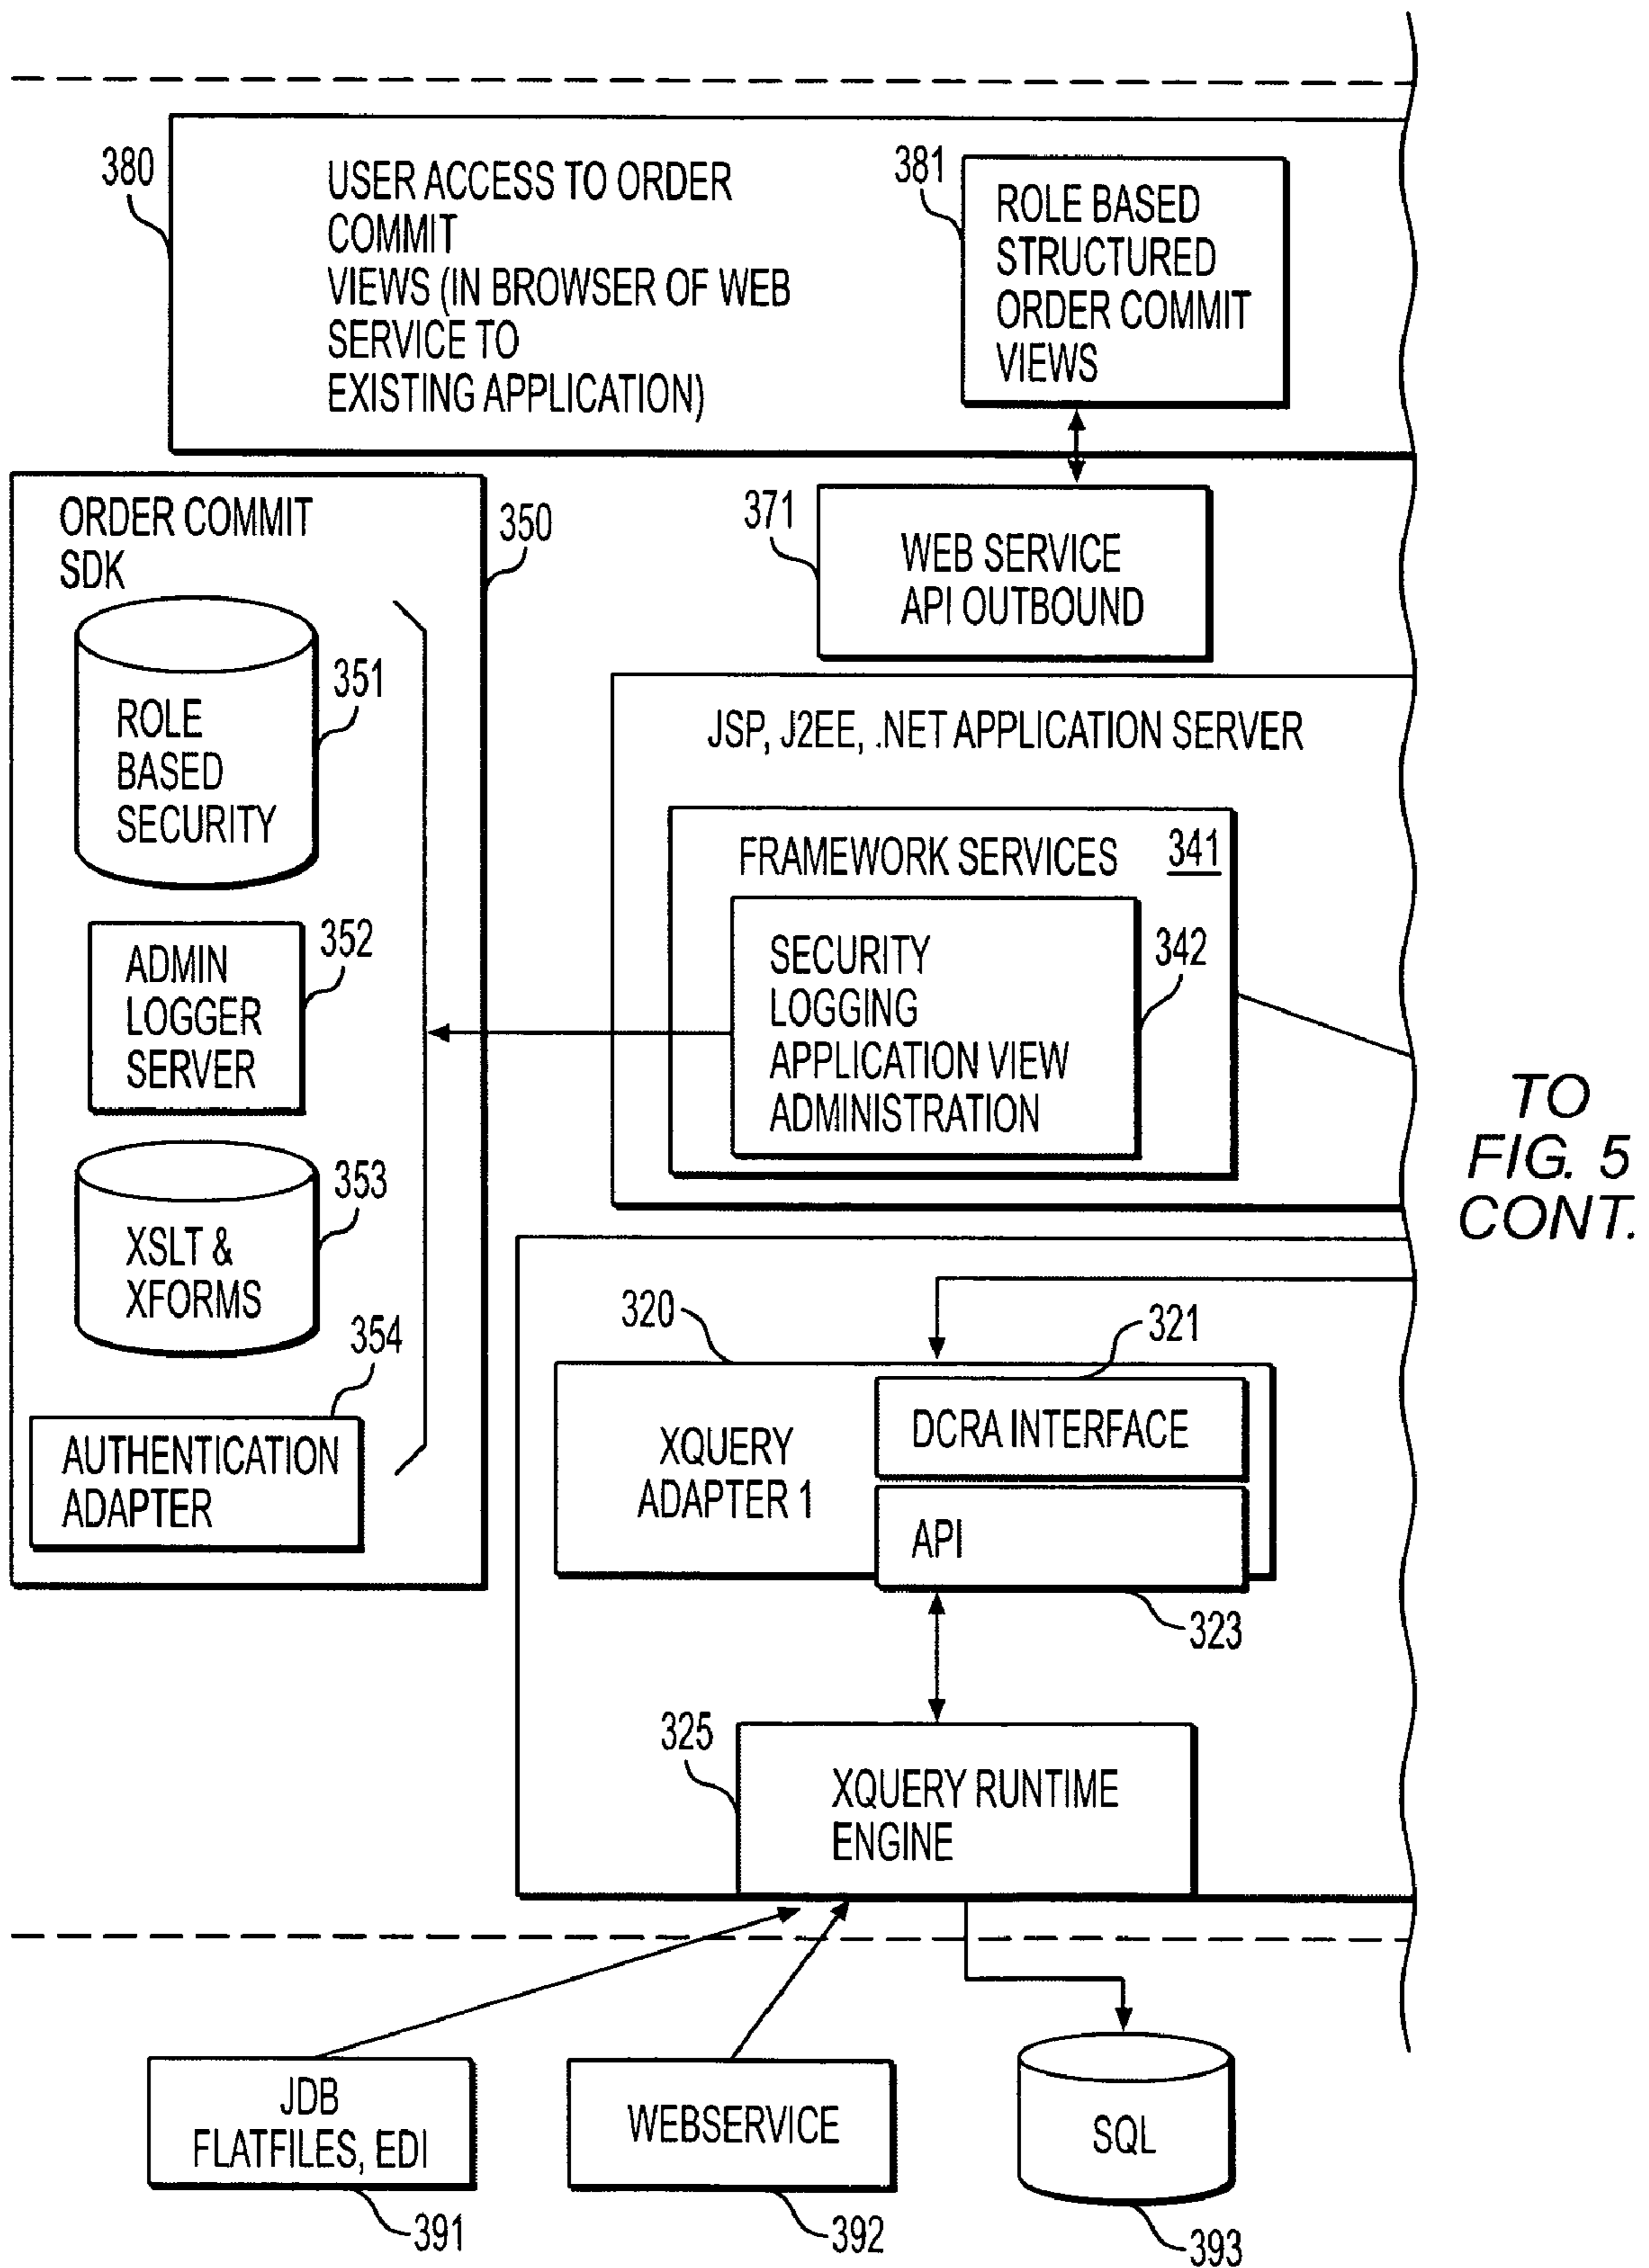 380
USER ACCESS TO ORDER
COMMIT
VIEWS (IN BROWSER OF WEB
SERVICE TO
EXISTING APPLICATION)
381
ROLE BASED
STRUCTURED
ORDER COMMIT
VIEWS
ORDER COMMIT
SDK
350
371
WEB SERVICE
API OUTBOUND
351
ROLE
BASED
SECURITY
JSP, J2EE, .NET APPLICATION SERVER
FRAMEWORK SERVICES 341
352
ADMIN
LOGGER
SERVER
SECURITY
LOGGING
APPLICATION VIEW
ADMINISTRATION
342
TO
FIG. 5
CONT.
353
XSLT &
XFORMS
354
AUTHENTICATION
ADAPTER
320
321
XQUERY
ADAPTER 1
DCRA INTERFACE
API
323
325
XQUERY RUNTIME
ENGINE
JDB
FLATFILES, EDI
391
WEBSERVICE
392
SQL
393